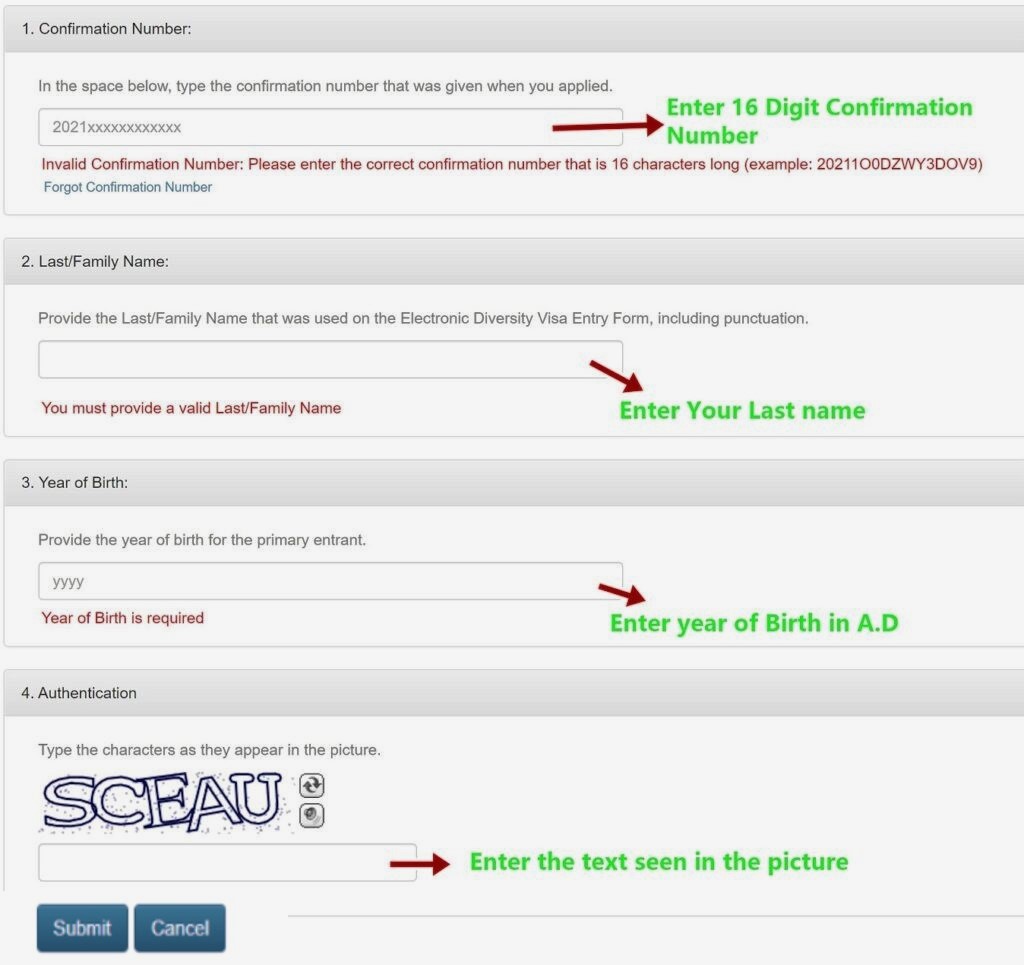 1. Confirmation Number:
In the space below, type the confirmation number that was given when you applied.
2021xxxxxxxxxxxx
Enter 16 Digit Confirmation
Number
Invalid Confirmation Number: Please enter the correct confirmation number that is 16 characters long (example: 20211O0DZWY3DOV9)
Forgot Confirmation Number
2. Last/Family Name:
Provide the Last/Family Name that was used on the Electronic Diversity Visa Entry Form, including punctuation.
You must provide a valid Last/Family Name
Enter Your Last name
3. Year of Birth:
Provide the year of birth for the primary entrant.
yyyy
Year of Birth is required
Enter year of Birth in A.D
4. Authentication
Type the characters as they appear in the picture.
SCEAU
Enter the text seen in the picture
Submit
Cancel